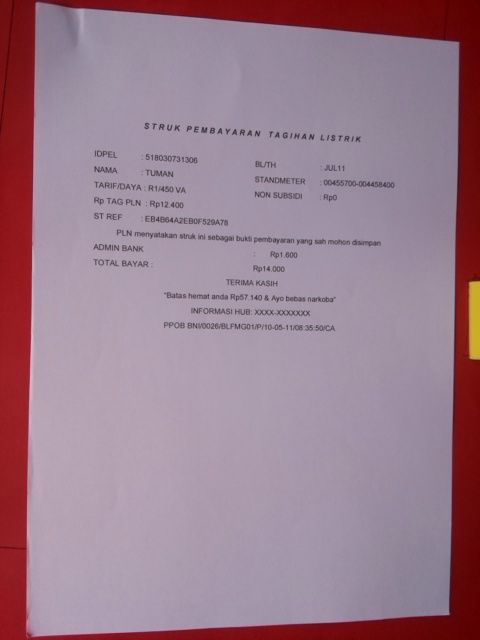 STRUK PEMBAYARAN TAGIHAN LISTRIK
IDPEL : 518030731306 BL/TH : JUL11
NAMA : TUMAN STANDMETER : 00455700-004458400
TARIF/DAYA : R1/450 VA NON SUBSIDI : Rp0
Rp TAG PLN : Rp12.400
ST REF : EB4B64A2EB0F529A78
PLN menyatakan struk ini sebagai bukti pembayaran yang sah mohon disimpan
ADMIN BANK : Rp1.600
TOTAL BAYAR : Rp14.000
TERIMA KASIH
"Batas hemat anda Rp57.140 & Ayo bebas narkoba"
INFORMASI HUB: XXXX-XXXXXXX
PPOB BNI/0026/BLFMG01/P/10-05-11/08:35:50/CA